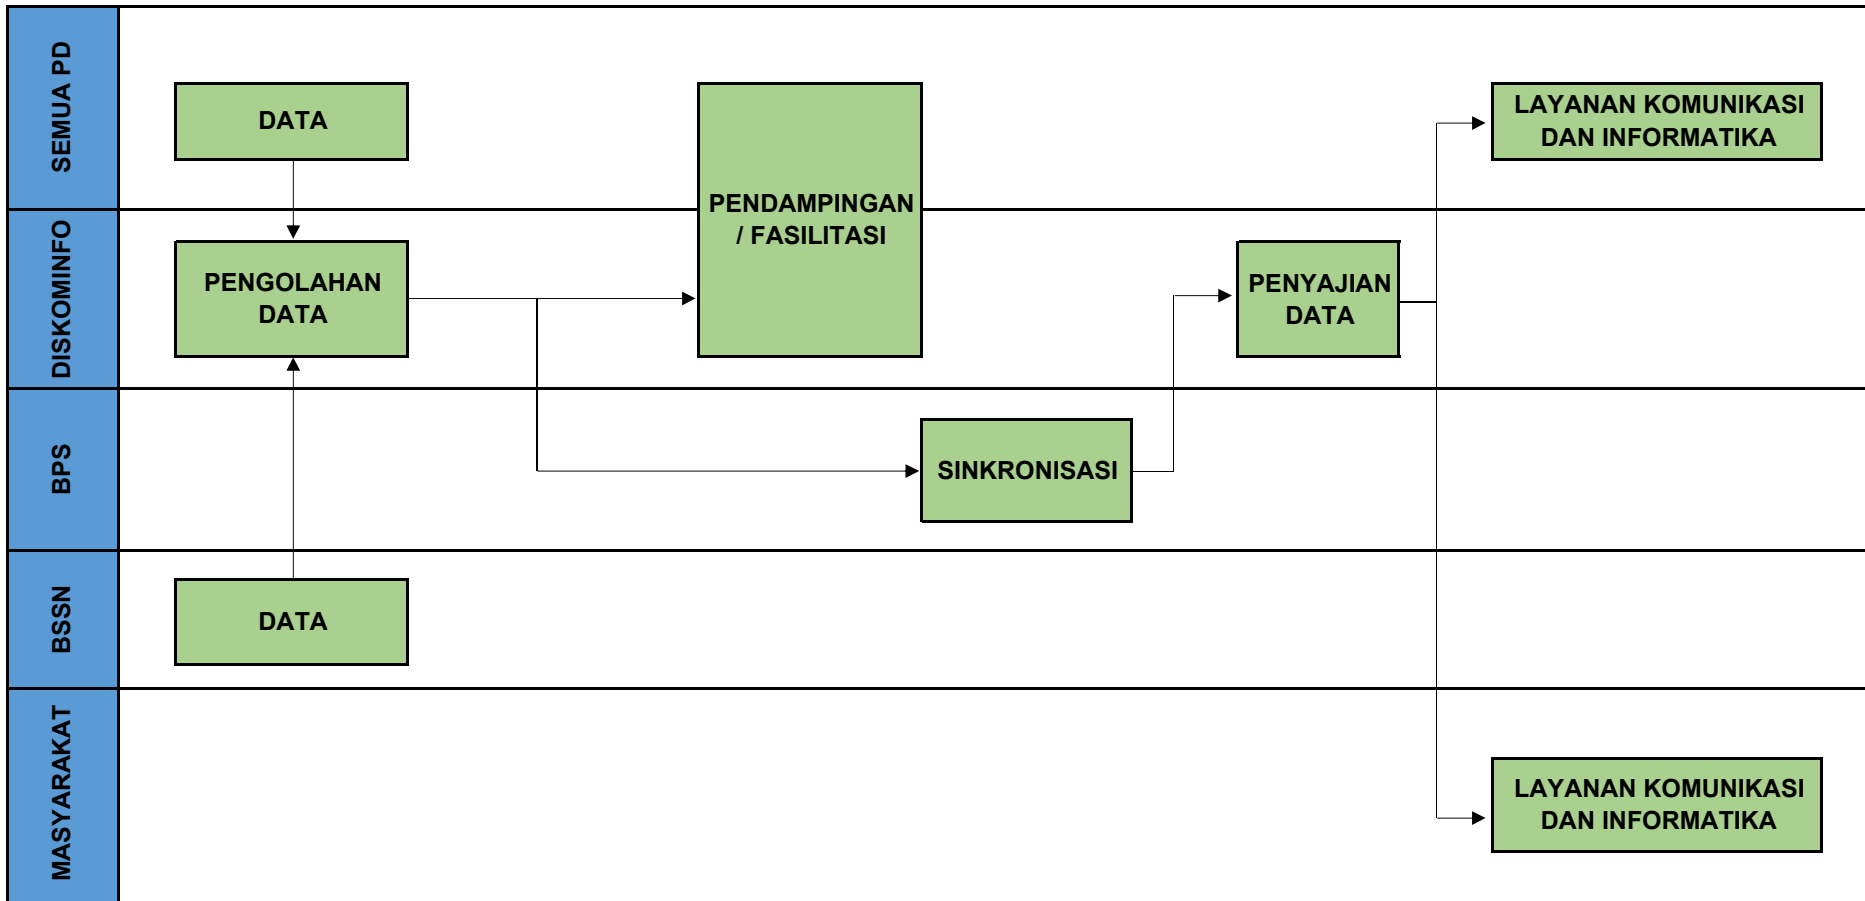 SEMUA PD
DATA
PENDAMPINGAN
/ FASILITASI
LAYANAN KOMUNIKASI
DAN INFORMATIKA
DISKOMINFO
PENGOLAHAN
DATA
PENYAJIAN
DATA
BPS
SINKRONISASI
BSSN
DATA
MASYARAKAT
LAYANAN KOMUNIKASI
DAN INFORMATIKA